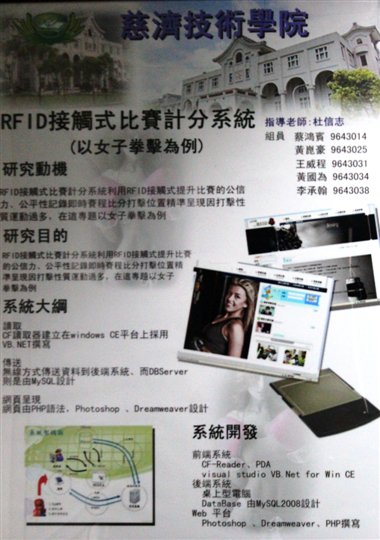 慈濟技術學院
RFID接觸式比賽計分系統
(以女子拳擊為例)
指導老師:杜信志
組員 蔡鴻賓 9643014
黃崑豪 9643025
王威程 9643031
黃國為 9643034
李承翰 9643038
研究動機
RFID接觸式比賽計分系統利用RFID接觸式提升比賽的公信
力、公平性記錄即時賽程比分打擊位置精準呈現因打擊性
質運動過多，在這專題以女子拳擊為例
研究目的
RFID接觸式比賽計分系統利用RFID接觸式提升比賽
的公信力、公平性記錄即時賽程比分打擊位置精
準呈現因打擊性質運動過多，在這專題以女子
拳擊為例
系統大綱
讀取
CF讀取器建立在windows CE平台上採用
VB.NET撰寫
傳送
無線方式傳送資料到後端系統、而DBServer
則是由MySQL設計
網頁呈現
網頁由PHP語法，Photoshop 、Dreamweaver設計
系統架構圖
系統開發
前端系統
CF-Reader、PDA
visual studio VB.Net for Win CE
後端系統
桌上型電腦
DataBase 由MySQL2008設計
Web 平台
Photoshop 、Dreamweaver、PHP撰寫